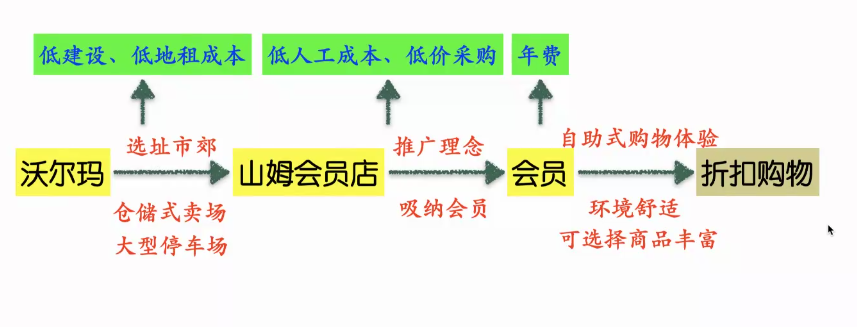 低建设、低地租成本
低人工成本、低价采购
年费
选址市郊
推广理念
自助式购物体验
沃尔玛
山姆会员店
会员
折扣购物
仓储式卖场
吸纳会员
环境舒适
大型停车场
可选择商品丰富